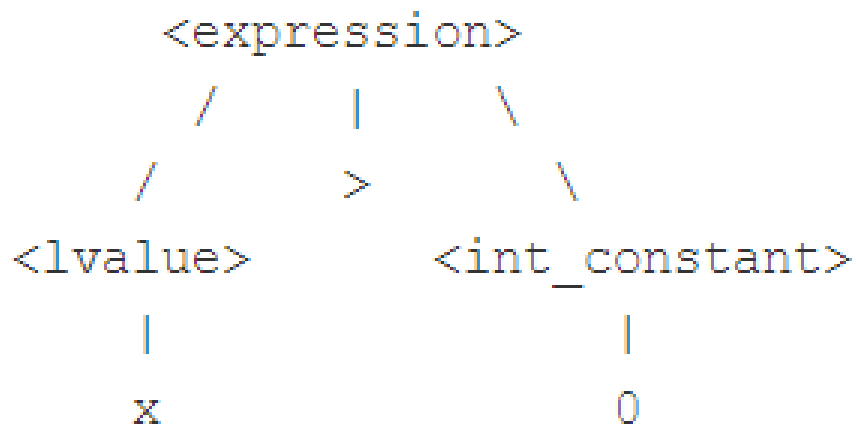 <expression>
/ | \
/ > \
<lvalue> <int_constant>
| |
x 0